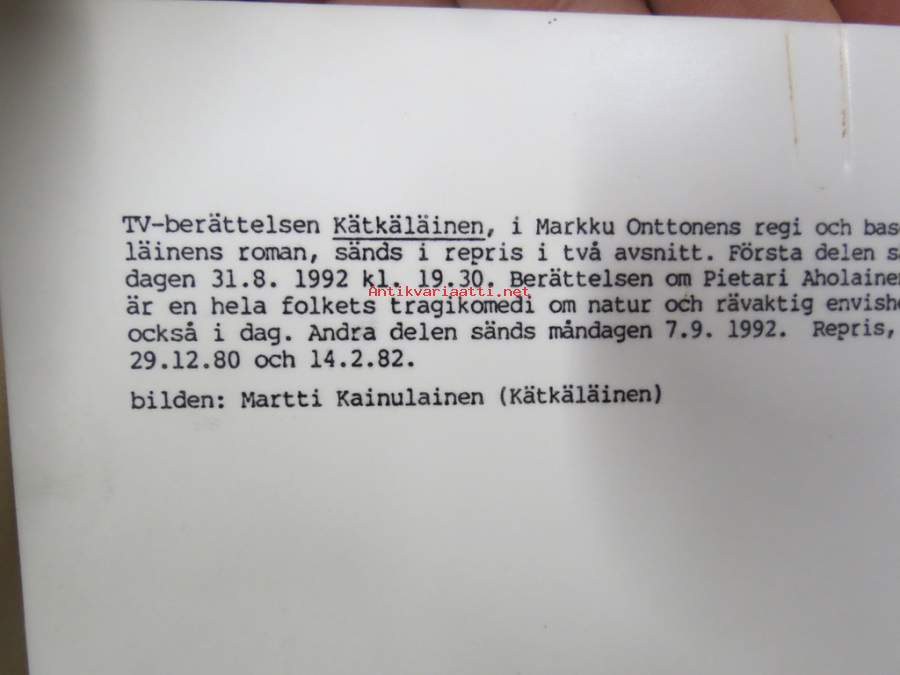 TV-berättelsen Kätkäläinen, i Markku Onttonens regi och bas
läinens roman, sänds i repris i två avsnitt. Första delen sä
dagen 31.8. 1992 kl. 19.30. Berättelsen om Pietari Aholainen
Antikvariaatti.net
är en hela folkets tragikomedi om natur och rävaktig envishe
också i dag. Andra delen sänds måndagen 7.9. 1992. Repris,
29.12.80 och 14.2.82.
bilden: Martti Kainulainen (Kätkäläinen)